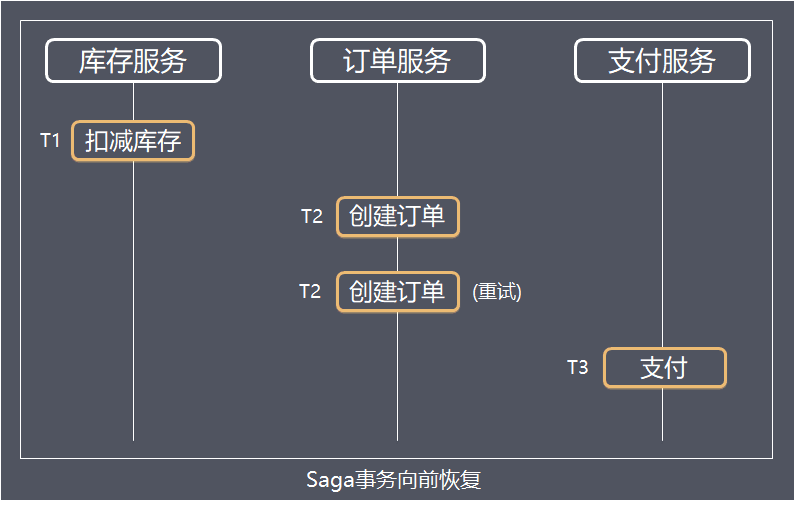 库存服务 订单服务 支付服务
T1 扣减库存
T2 创建订单
T2 创建订单 (重试)
T3 支付
Saga事务向前恢复